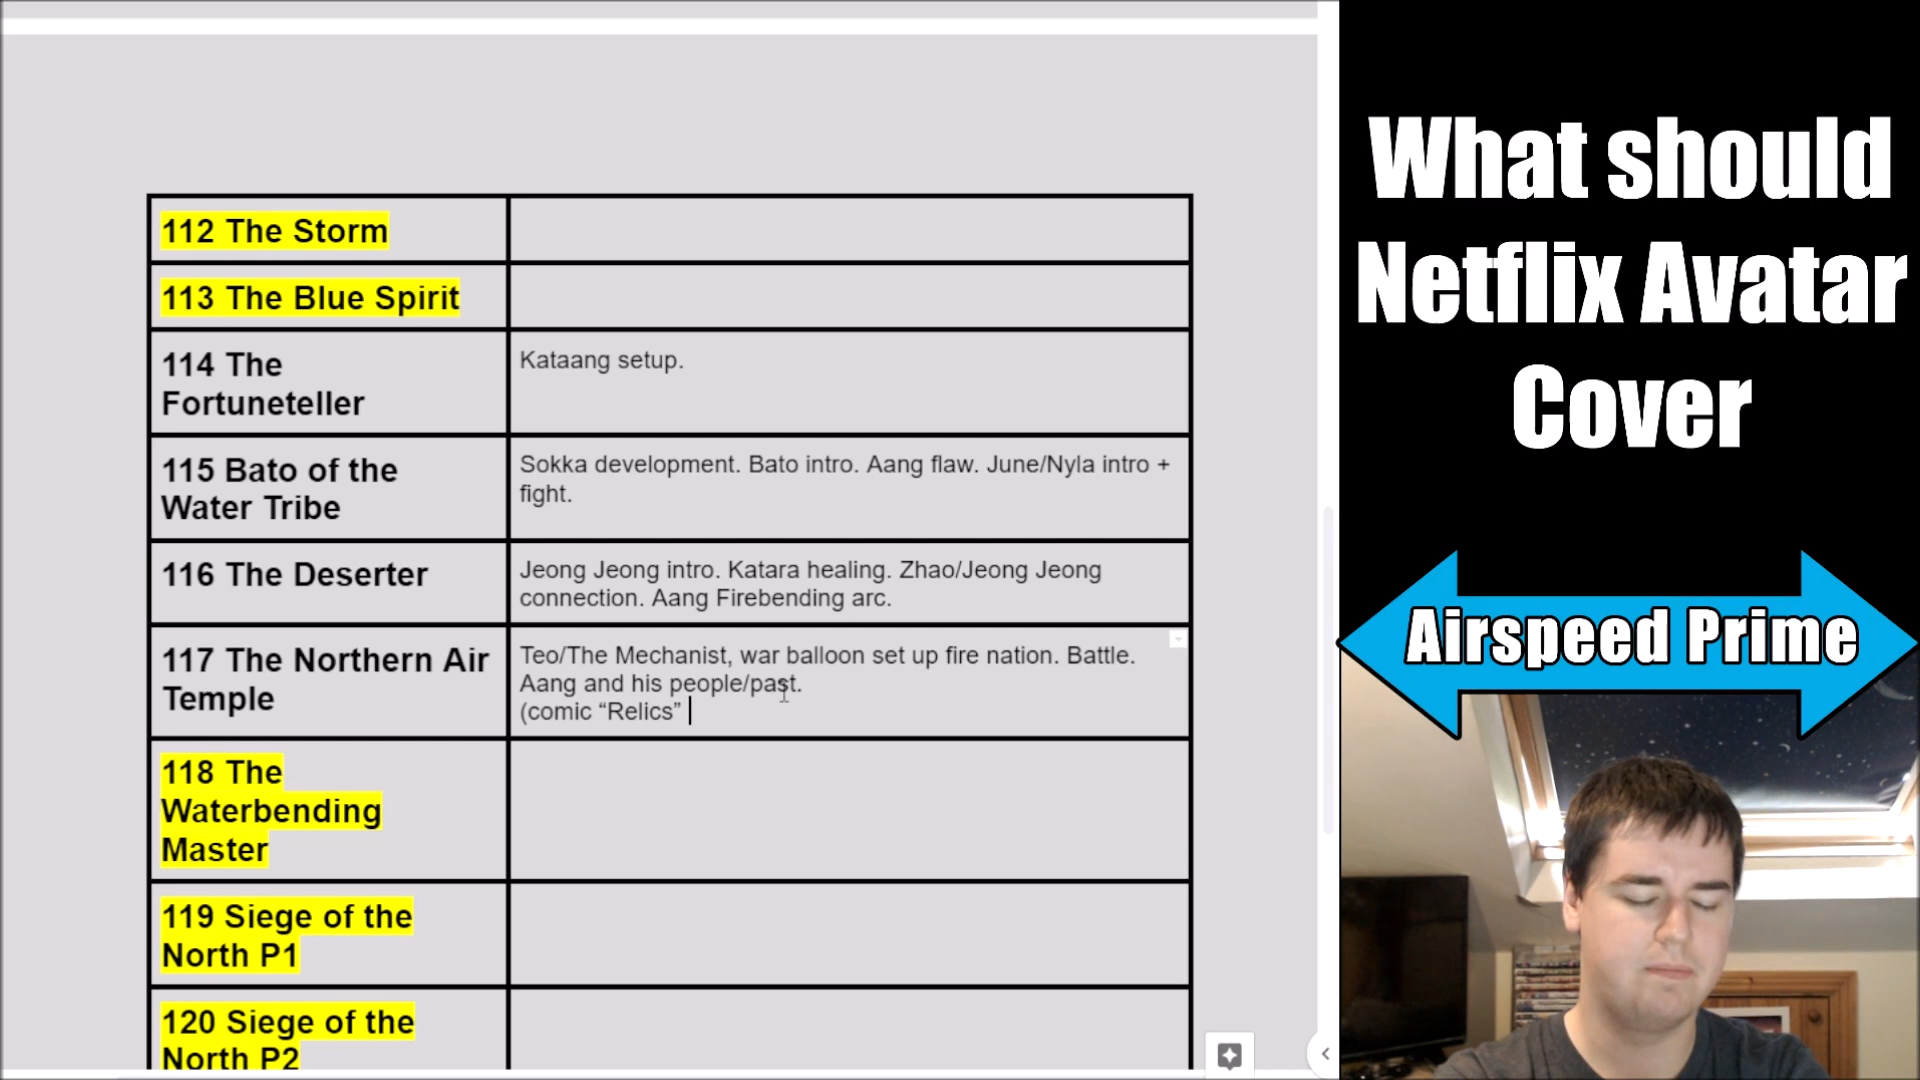 112 The Storm
113 The Blue Spirit
114 The
Fortuneteller
Kataang setup.
115 Bato of the
Water Tribe
Sokka development. Bato intro. Aang flaw. June/Nyla intro +
fight.
116 The Deserter
Jeong Jeong intro. Katara healing. Zhao/Jeong Jeong
connection. Aang Firebending arc.
117 The Northern Air
Temple
Teo/The Mechanist, war balloon set up fire nation. Battle.
Aang and his people/past.
(comic “Relics”
118 The
Waterbending
Master
119 Siege of the
North P1
120 Siege of the
North P2
What should
Netflix Avatar
Cover
Airspeed Prime